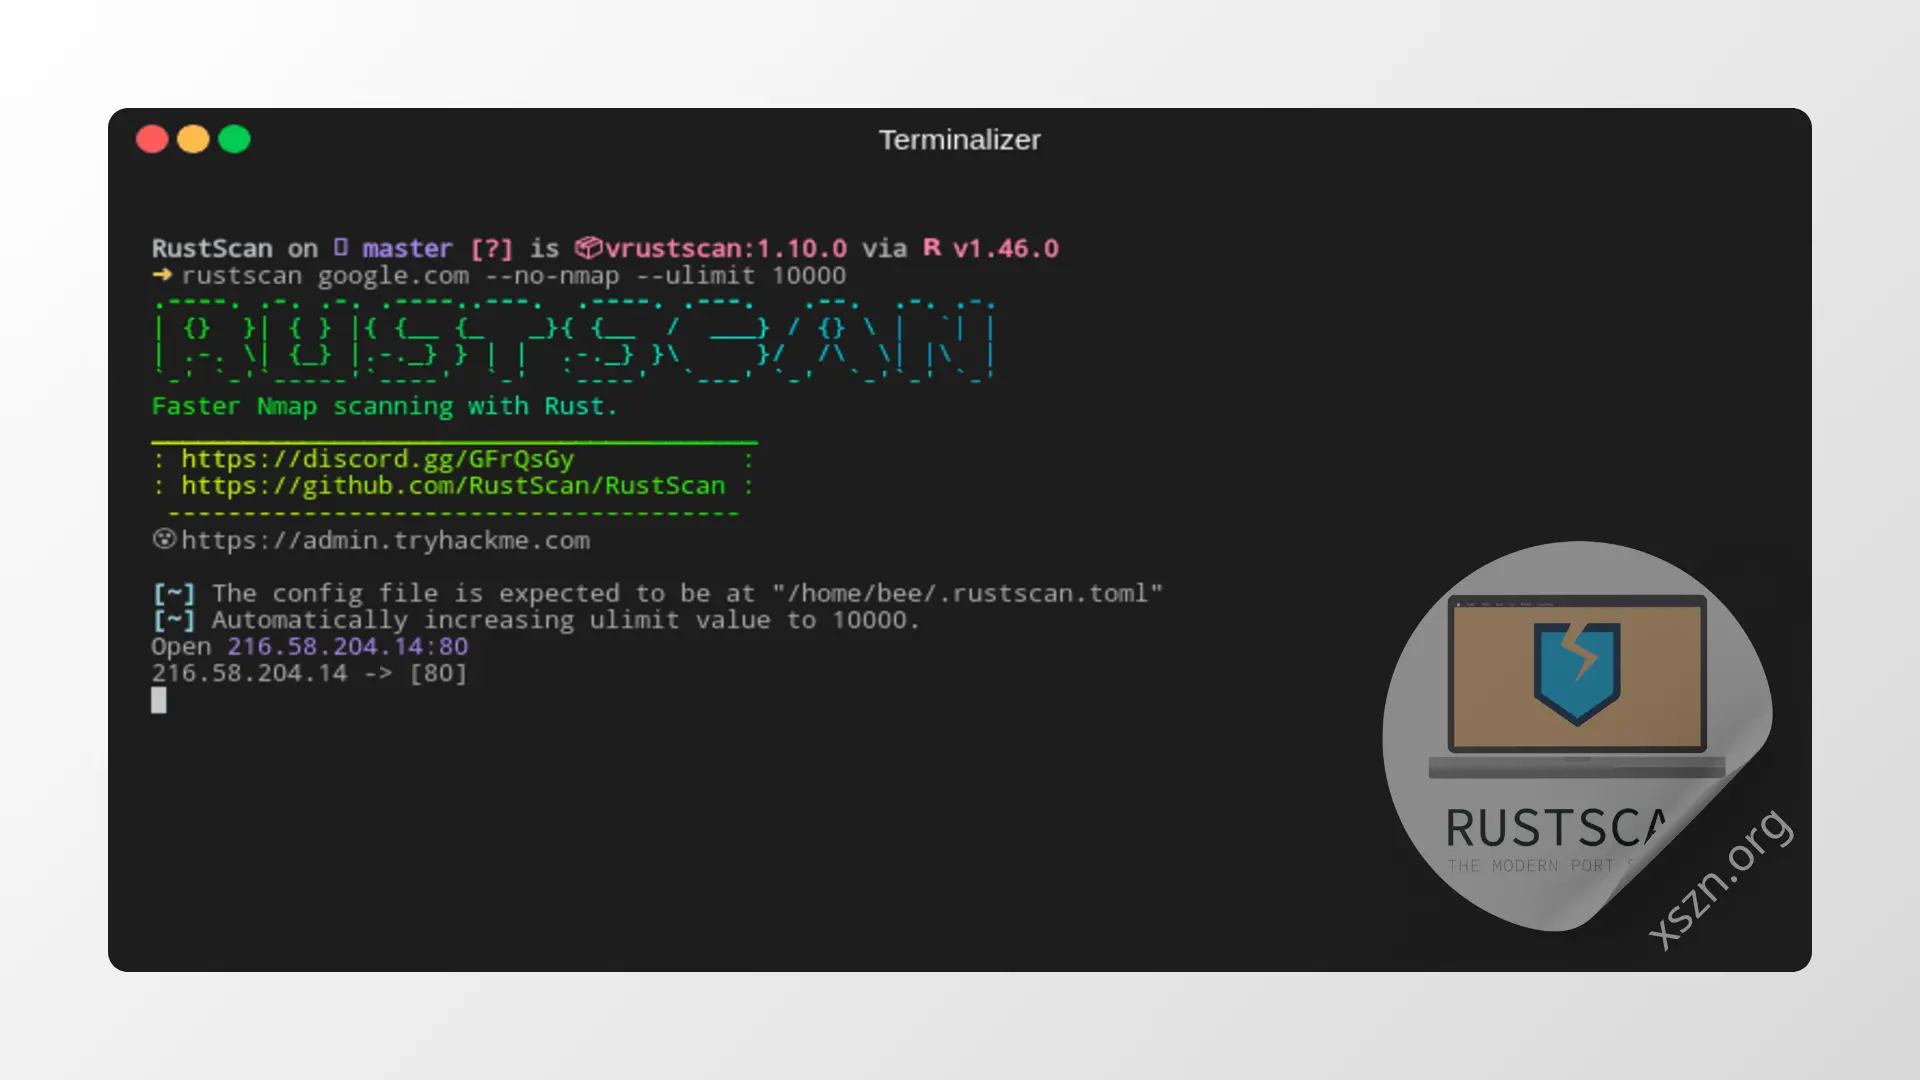 Terminalizer
RustScan on master [?] is 📦vrustscan:1.10.0 via R v1.46.0
➜ rustscan google.com --no-nmap --ulimit 10000
RUSTSCAN
Faster Nmap scanning with Rust.
: https://discord.gg/GFrQsGy :
: https://github.com/RustScan/RustScan :
--------------------------------------
😵https://admin.tryhackme.com
[~] The config file is expected to be at "/home/bee/.rustscan.toml"
[~] Automatically increasing ulimit value to 10000.
Open 216.58.204.14:80
216.58.204.14 -> [80]
RUSTSCA
THE MODERN PORT S
xszn.org